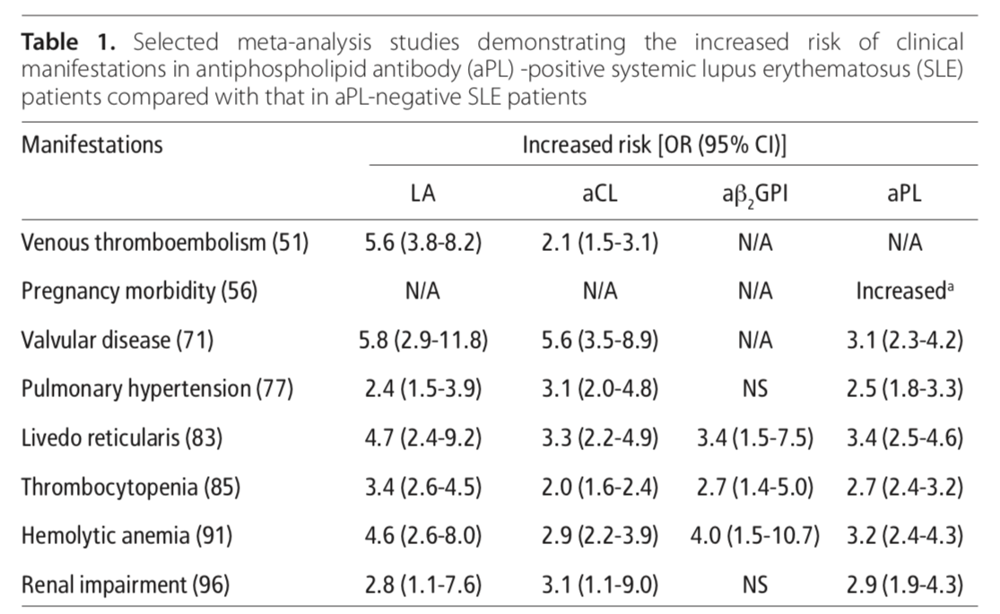 Table 1. Selected meta-analysis studies demonstrating the increased risk of clinical
manifestations in antiphospholipid antibody (aPL) -positive systemic lupus erythematosus (SLE)
patients compared with that in aPL-negative SLE patients
Manifestations Increased risk [OR (95% CI)]
LA aCL aβ₂GPI aPL
Venous thromboembolism (51) 5.6 (3.8-8.2) 2.1 (1.5-3.1) N/A N/A
Pregnancy morbidity (56) N/A N/A N/A Increasedᵃ
Valvular disease (71) 5.8 (2.9-11.8) 5.6 (3.5-8.9) N/A 3.1 (2.3-4.2)
Pulmonary hypertension (77) 2.4 (1.5-3.9) 3.1 (2.0-4.8) NS 2.5 (1.8-3.3)
Livedo reticularis (83) 4.7 (2.4-9.2) 3.3 (2.2-4.9) 3.4 (1.5-7.5) 3.4 (2.5-4.6)
Thrombocytopenia (85) 3.4 (2.6-4.5) 2.0 (1.6-2.4) 2.7 (1.4-5.0) 2.7 (2.4-3.2)
Hemolytic anemia (91) 4.6 (2.6-8.0) 2.9 (2.2-3.9) 4.0 (1.5-10.7) 3.2 (2.4-4.3)
Renal impairment (96) 2.8 (1.1-7.6) 3.1 (1.1-9.0) NS 2.9 (1.9-4.3)